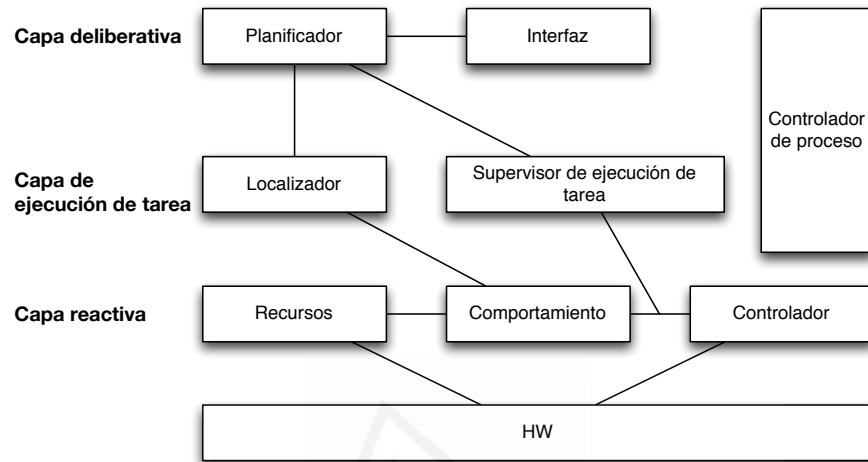 Capa deliberativa
Planificador
Interfaz
Controlador
de proceso
Capa de
ejecución de tarea
Localizador
Supervisor de ejecución de
tarea
Capa reactiva
Recursos
Comportamiento
Controlador
HW